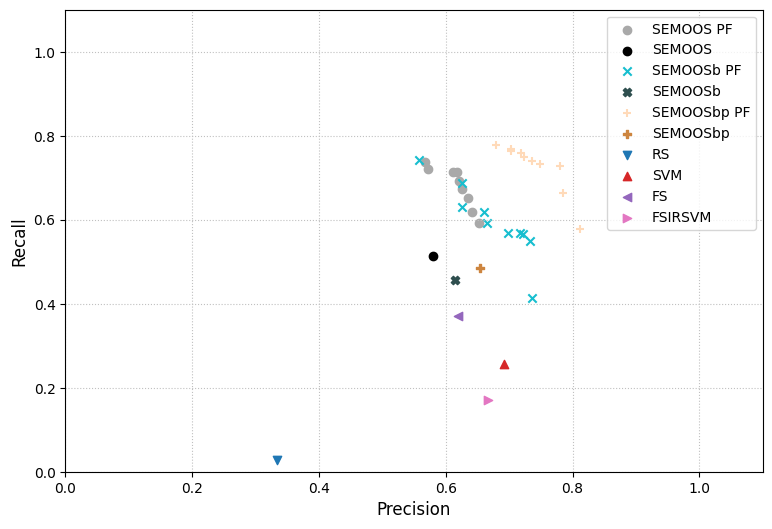 SEMOOS PF
SEMOOS
SEMOOSb PF
SEMOOSb
SEMOOSbp PF
SEMOOSbp
RS
SVM
FS
FSIRSVM
1.0
0.8
0.6
0.4
0.2
0.0
Recall
0.0 0.2 0.4 0.6 0.8 1.0
Precision